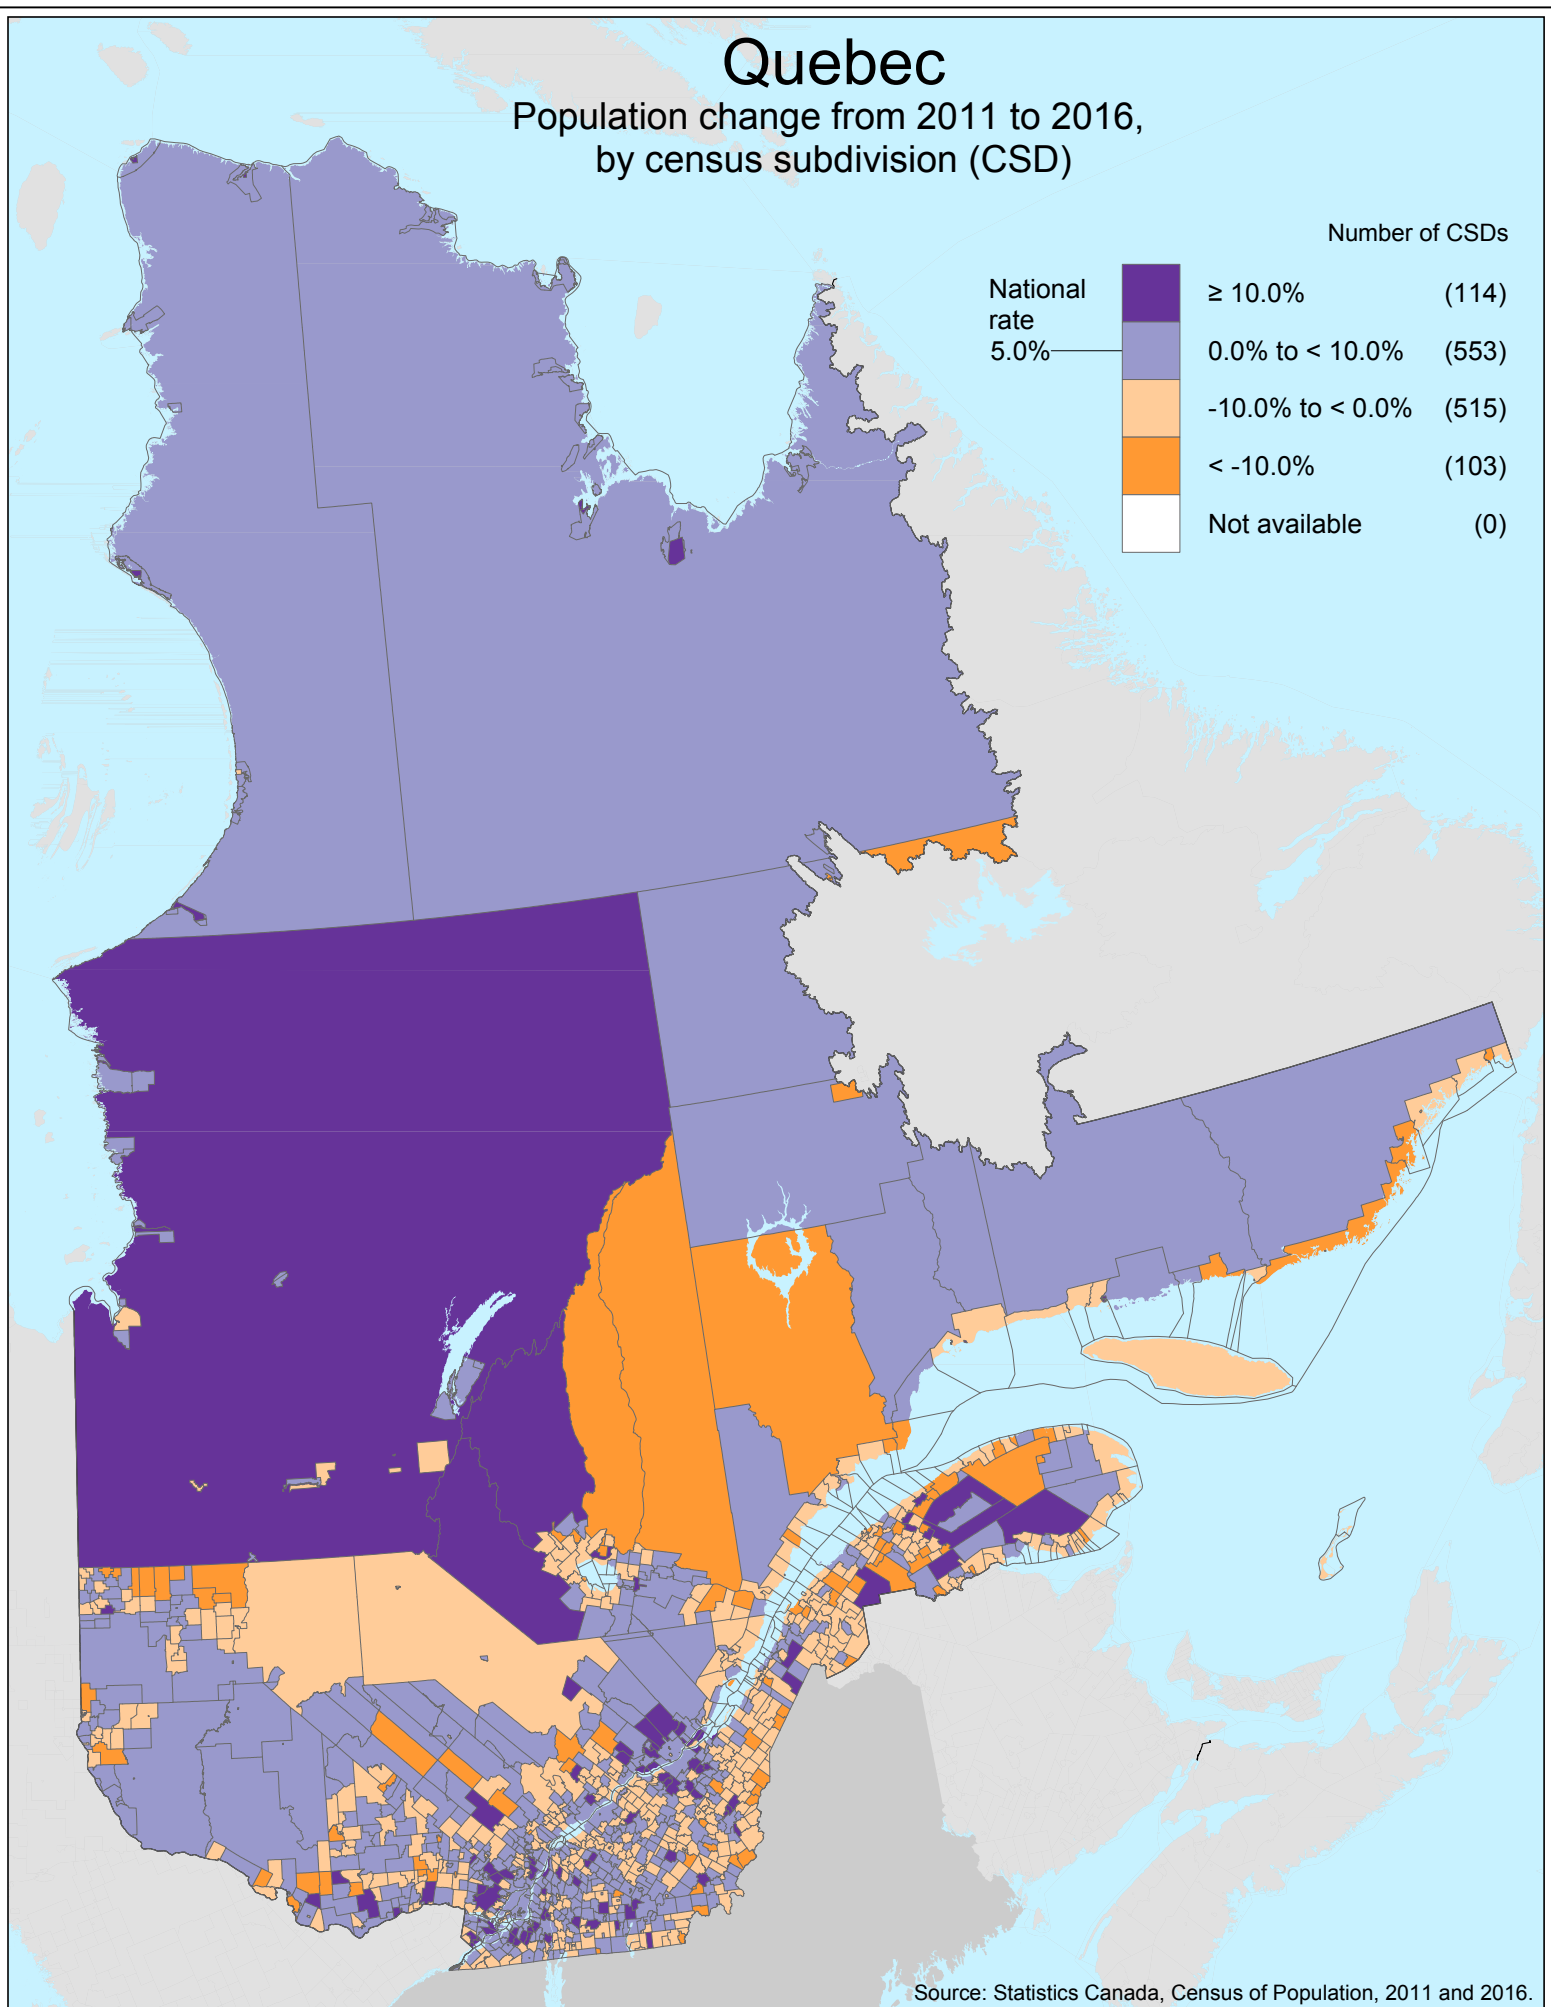 Quebec
Population change from 2011 to 2016,
by census subdivision (CSD)
Number of CSDs
National
rate
5.0%
≥ 10.0% (114)
0.0% to < 10.0% (553)
-10.0% to < 0.0% (515)
< -10.0% (103)
Not available (0)
Source: Statistics Canada, Census of Population, 2011 and 2016.